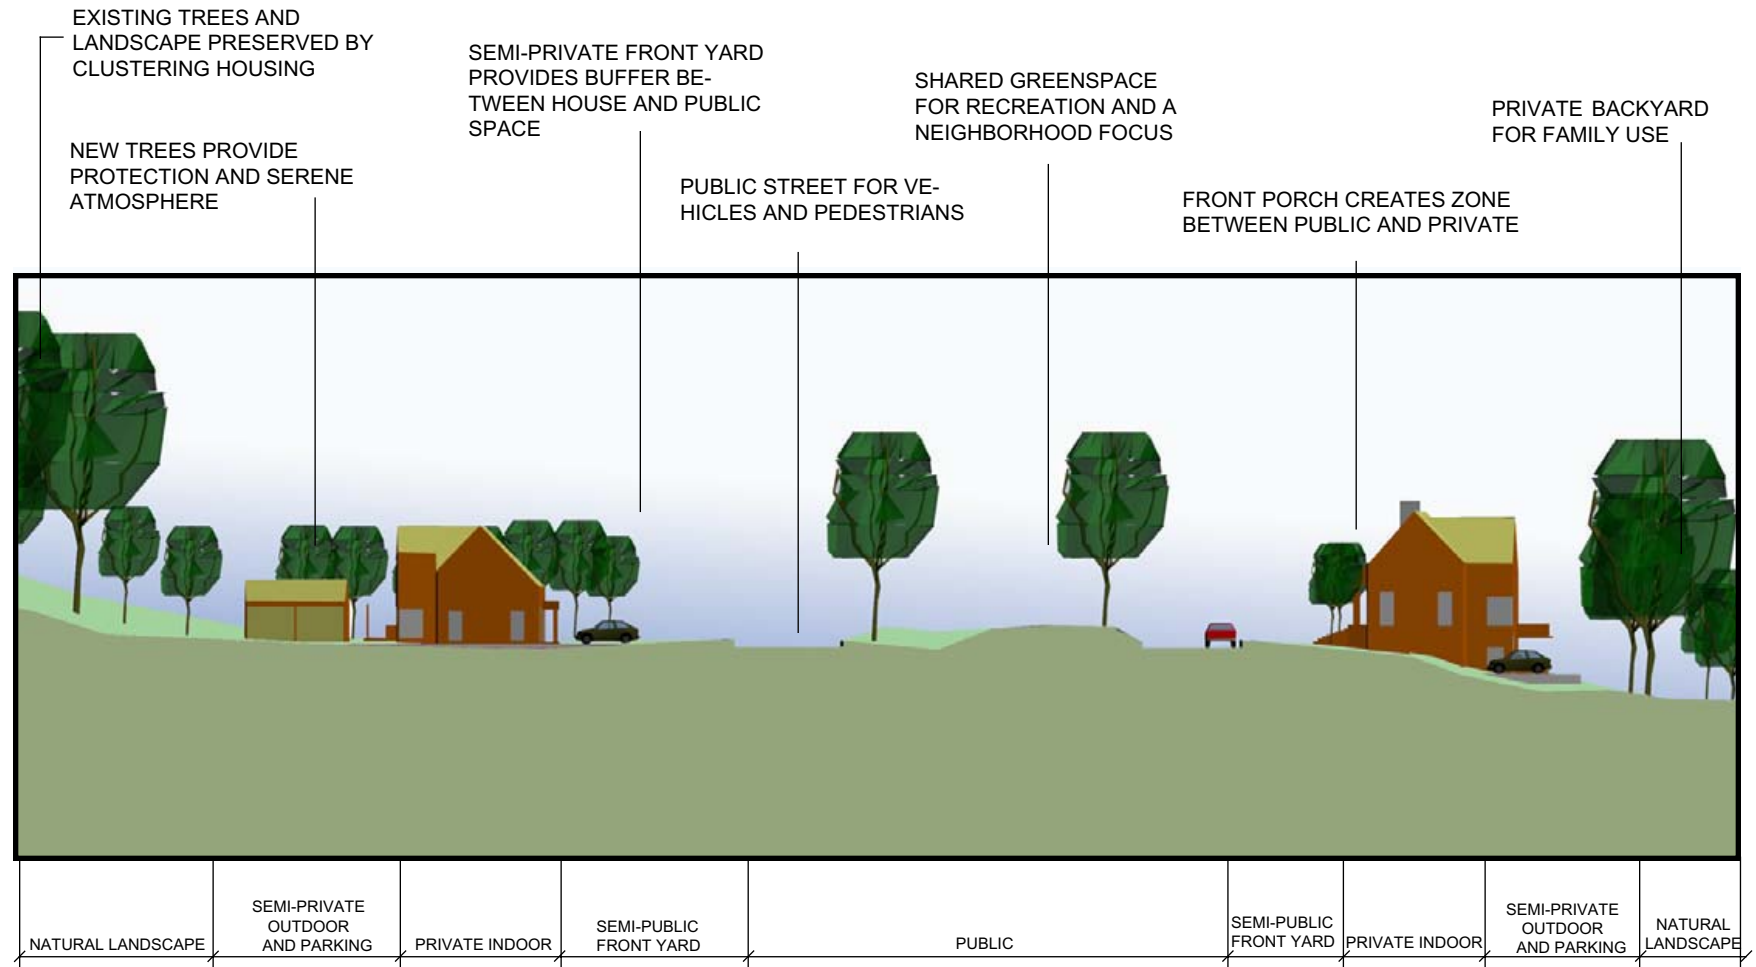 EXISTING TREES AND
LANDSCAPE PRESERVED BY
CLUSTERING HOUSING
NEW TREES PROVIDE
PROTECTION AND SERENE
ATMOSPHERE
SEMI-PRIVATE FRONT YARD
PROVIDES BUFFER BE-
TWEEN HOUSE AND PUBLIC
SPACE
PUBLIC STREET FOR VE-
HICLES AND PEDESTRIANS
SHARED GREENSPACE
FOR RECREATION AND A
NEIGHBORHOOD FOCUS
FRONT PORCH CREATES ZONE
BETWEEN PUBLIC AND PRIVATE
PRIVATE BACKYARD
FOR FAMILY USE
NATURAL LANDSCAPE
SEMI-PRIVATE
OUTDOOR
AND PARKING
PRIVATE INDOOR
SEMI-PUBLIC
FRONT YARD
PUBLIC
SEMI-PUBLIC
FRONT YARD
PRIVATE INDOOR
SEMI-PRIVATE
OUTDOOR
AND PARKING
NATURAL
LANDSCAPE